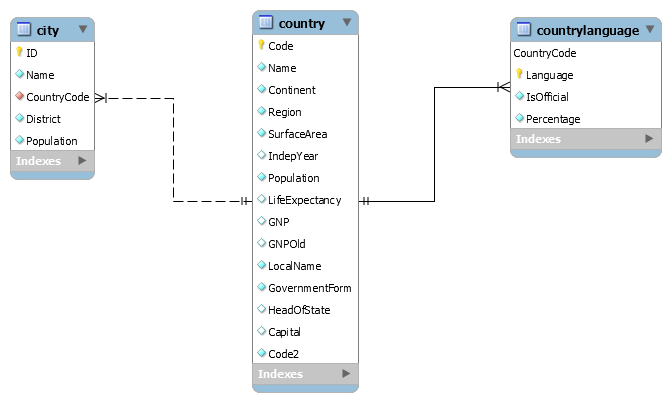 city
ID
Name
CountryCode
District
Population
Indexes
country
Code
Name
Continent
Region
SurfaceArea
IndepYear
Population
LifeExpectancy
GNP
GNPOld
LocalName
GovernmentForm
HeadOfState
Capital
Code2
Indexes
countrylanguage
CountryCode
Language
IsOfficial
Percentage
Indexes